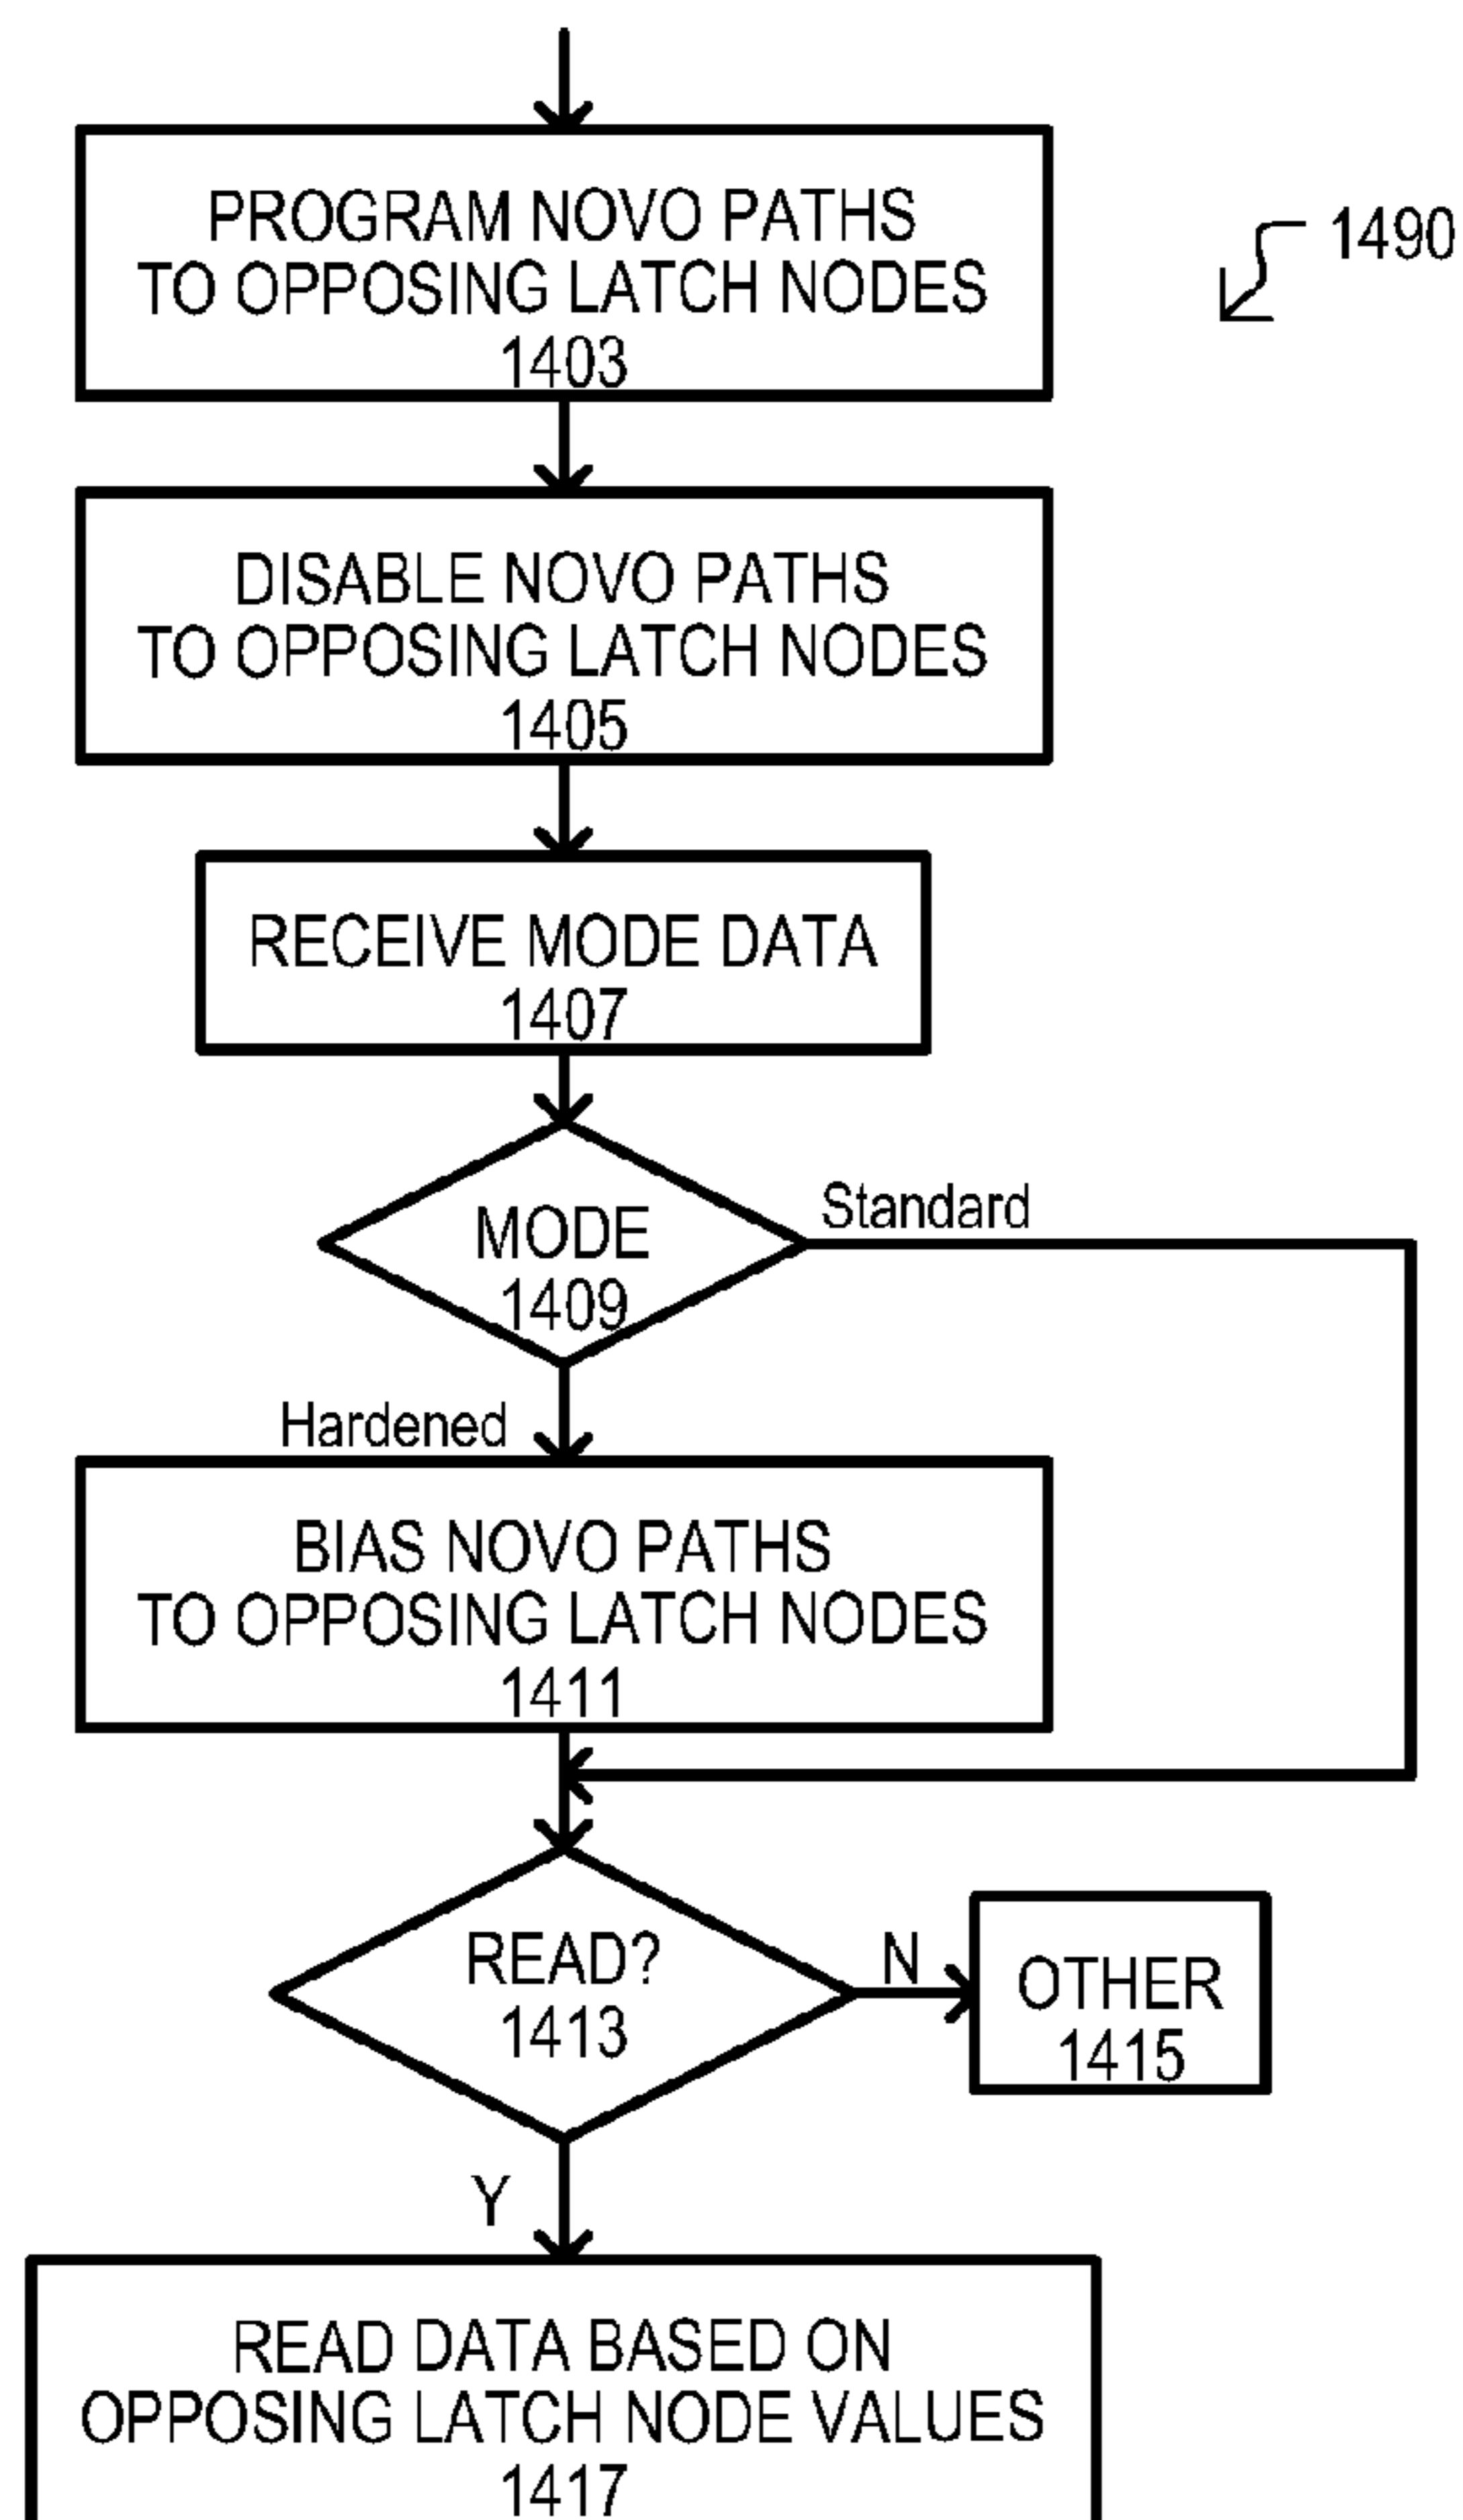 PROGRAM NOVO PATHS
TO OPPOSING LATCH NODES
1403
1490
DISABLE NOVO PATHS
TO OPPOSING LATCH NODES
1405
RECEIVE MODE DATA
1407
Standard
MODE
1409
Hardened
BIAS NOVO PATHS
TO OPPOSING LATCH NODES
1411
READ?
1413
N
OTHER
1415
Y
READ DATA BASED ON
OPPOSING LATCH NODE VALUES
1417